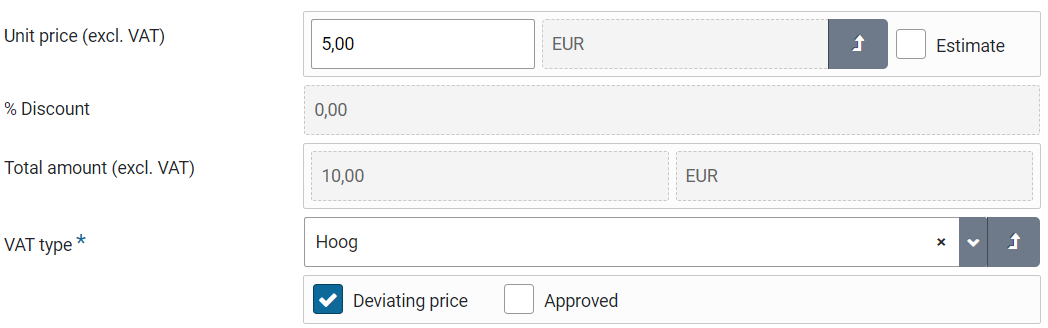 Unit price (excl. VAT) 5,00 EUR Estimate
% Discount 0,00
Total amount (excl. VAT) 10,00 EUR
VAT type * Hoog ×
Deviating price Approved